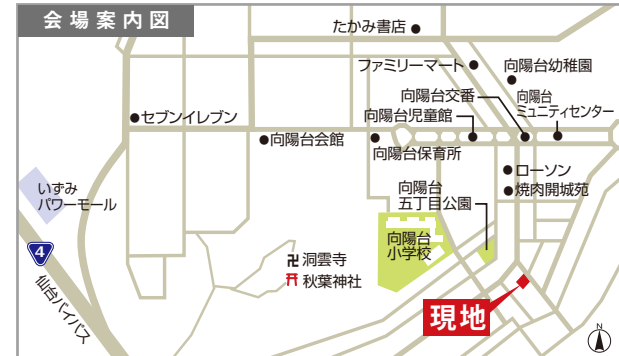 会場案内図
たかみ書店
ファミリーマート
向陽台幼稚園
向陽台交番
向陽台
ミュニティセンター
向陽台児童館
セブンイレブン
向陽台会館
向陽台保育所
ローソン
焼肉開城苑
向陽台
五丁目公園
いずみ
パワーモール
向陽台
小学校
4
仙台バイパス
卍洞雲寺
秋葉神社
現地
N